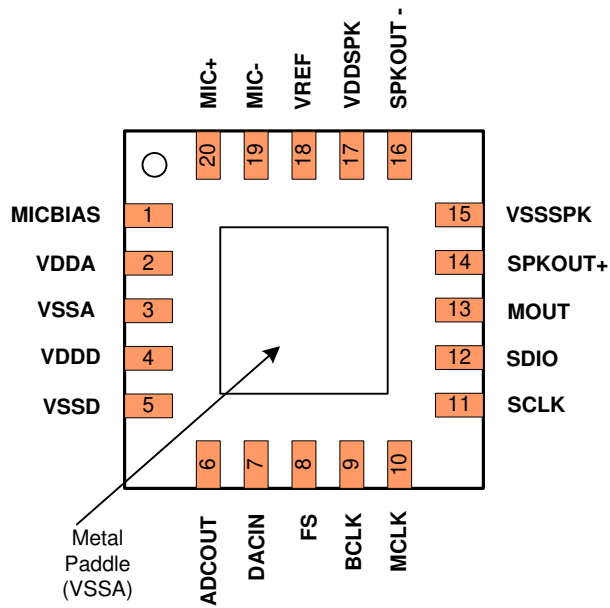 MIC+
MIC-
VREF
VDDSPK
SPKOUT -
20
19
18
17
16
MICBIAS 1
VDDA 2
VSSA 3
VDDD 4
VSSD 5
15 VSSSPK
14 SPKOUT+
13 MOUT
12 SDIO
11 SCLK
6
7
8
9
10
ADCOUT
DACIN
FS
BCLK
MCLK
Metal
Paddle
(VSSA)